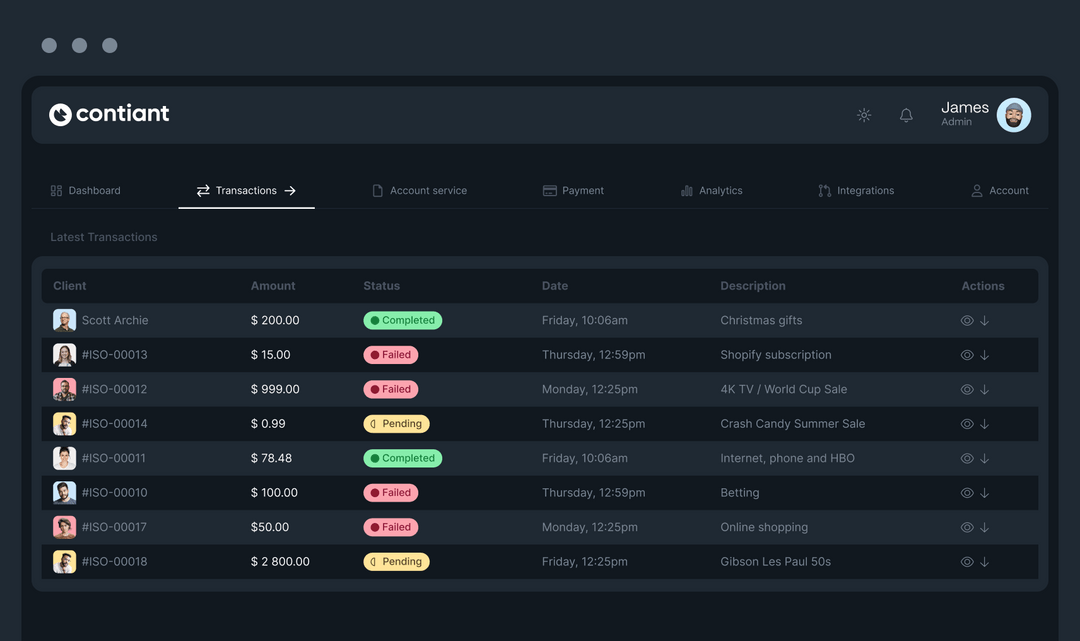 contiant
James
Admin
Dashboard Transactions Account service Payment Analytics Integrations Account
Latest Transactions
Client Amount Status Date Description Actions
Scott Archie $ 200.00 Completed Friday, 10:06am Christmas gifts
#ISO-00013 $ 15.00 Failed Thursday, 12:59pm Shopify subscription
#ISO-00012 $ 999.00 Failed Monday, 12:25pm 4K TV / World Cup Sale
#ISO-00014 $ 0.99 Pending Thursday, 12:25pm Crash Candy Summer Sale
#ISO-00011 $ 78.48 Completed Friday, 10:06am Internet, phone and HBO
#ISO-00010 $ 100.00 Failed Thursday, 12:59pm Betting
#ISO-00017 $50.00 Failed Monday, 12:25pm Online shopping
#ISO-00018 $ 2 800.00 Pending Friday, 12:25pm Gibson Les Paul 50s